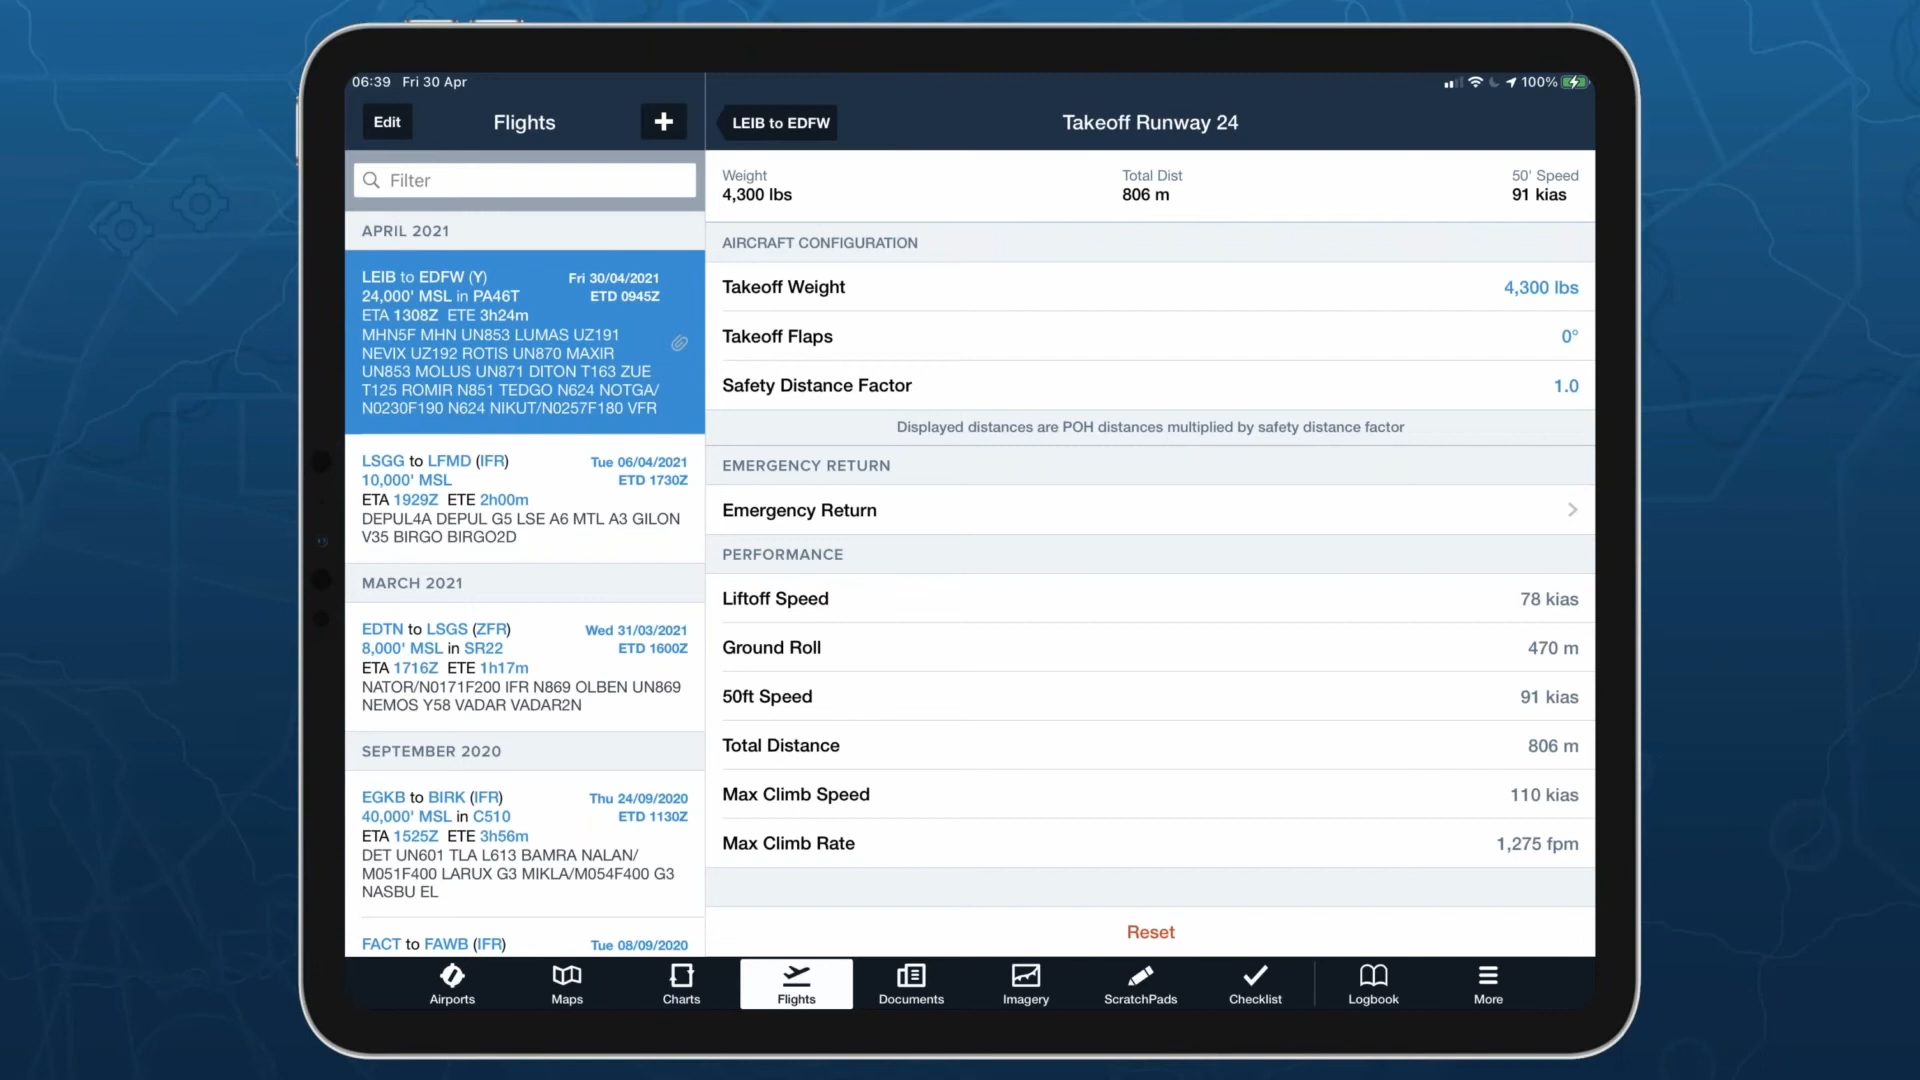 06:39 Fri 30 Apr
100%
Edit
Flights
LEIB to EDFW
Takeoff Runway 24
Filter
APRIL 2021
LEIB to EDFW (Y)
Fri 30/04/2021
24,000' MSL in PA46T
ETD 0945Z
ETA 1308Z ETE 3h24m
MHN5F MHN UN853 LUMAS UZ191
NEVIX UZ192 ROTIS UN870 MAXIR
UN853 MOLUS UN871 DITON T163 ZUE
T125 ROMIR N851 TEDGO N624 NOTGA/
N0230F190 N624 NIKUT/N0257F180 VFR
LSGG to LFMD (IFR)
Tue 06/04/2021
10,000' MSL
ETD 1730Z
ETA 1929Z ETE 2h00m
DEPUL4A DEPUL G5 LSE A6 MTL A3 GILON
V35 BIRGO BIRGO2D
MARCH 2021
EDTN to LSGS (ZFR)
Wed 31/03/2021
8,000' MSL in SR22
ETD 1600Z
ETA 1716Z ETE 1h17m
NATOR/N0171F200 IFR N869 OLBEN UN869
NEMOS Y58 VADAR VADAR2N
SEPTEMBER 2020
EGKB to BIRK (IFR)
Thu 24/09/2020
40,000' MSL in C510
ETD 1130Z
ETA 1525Z ETE 3h56m
DET UN601 TLA L613 BAMRA NALAN/
M051F400 LARUX G3 MIKLA/M054F400 G3
NASBU EL
FACT to FAWB (IFR)
Tue 08/09/2020
Weight
4,300 lbs
Total Dist
806 m
50' Speed
91 kias
AIRCRAFT CONFIGURATION
Takeoff Weight
4,300 lbs
Takeoff Flaps
0°
Safety Distance Factor
1.0
Displayed distances are POH distances multiplied by safety distance factor
EMERGENCY RETURN
Emergency Return
PERFORMANCE
Liftoff Speed
78 kias
Ground Roll
470 m
50ft Speed
91 kias
Total Distance
806 m
Max Climb Speed
110 kias
Max Climb Rate
1,275 fpm
Reset
Airports
Maps
Charts
Flights
Documents
Imagery
ScratchPads
Checklist
Logbook
More